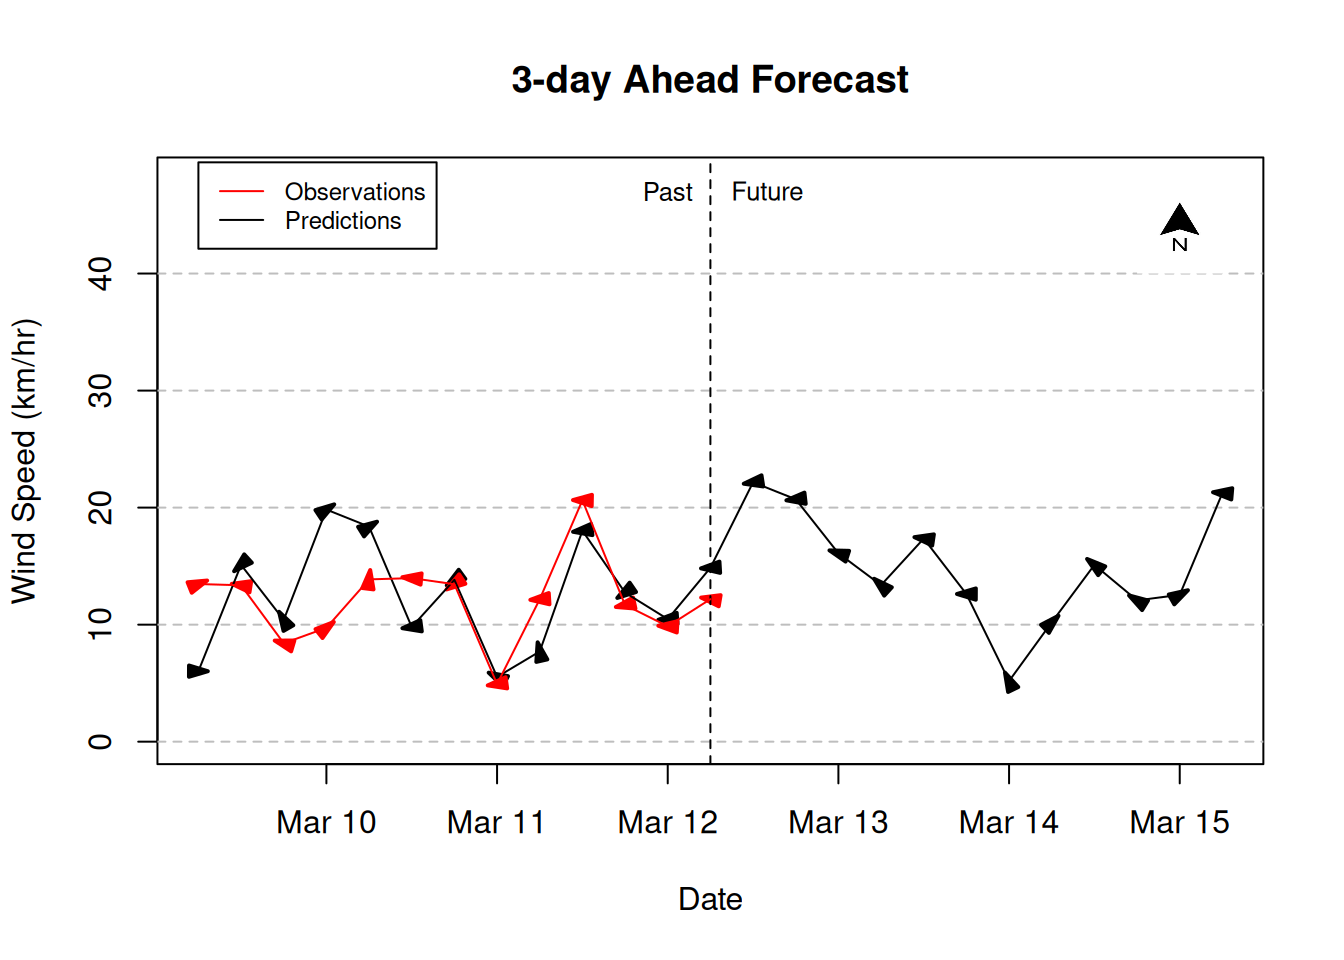 3-day Ahead Forecast
Observations
Predictions
Past
Future
N
Wind Speed (km/hr)
40
30
20
10
0
Mar 10
Mar 11
Mar 12
Mar 13
Mar 14
Mar 15
Date